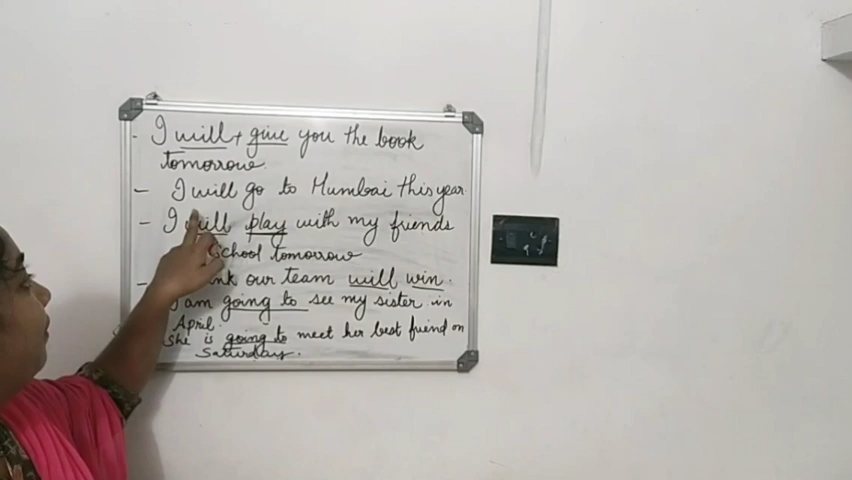 - I will + give you the book
tomorrow.
- I will go to Mumbai this year.
- I will play with my friends
School tomorrow
- our team will win.
I am going to see my sister in
April.
She is going to meet her best friend on
Saturday.